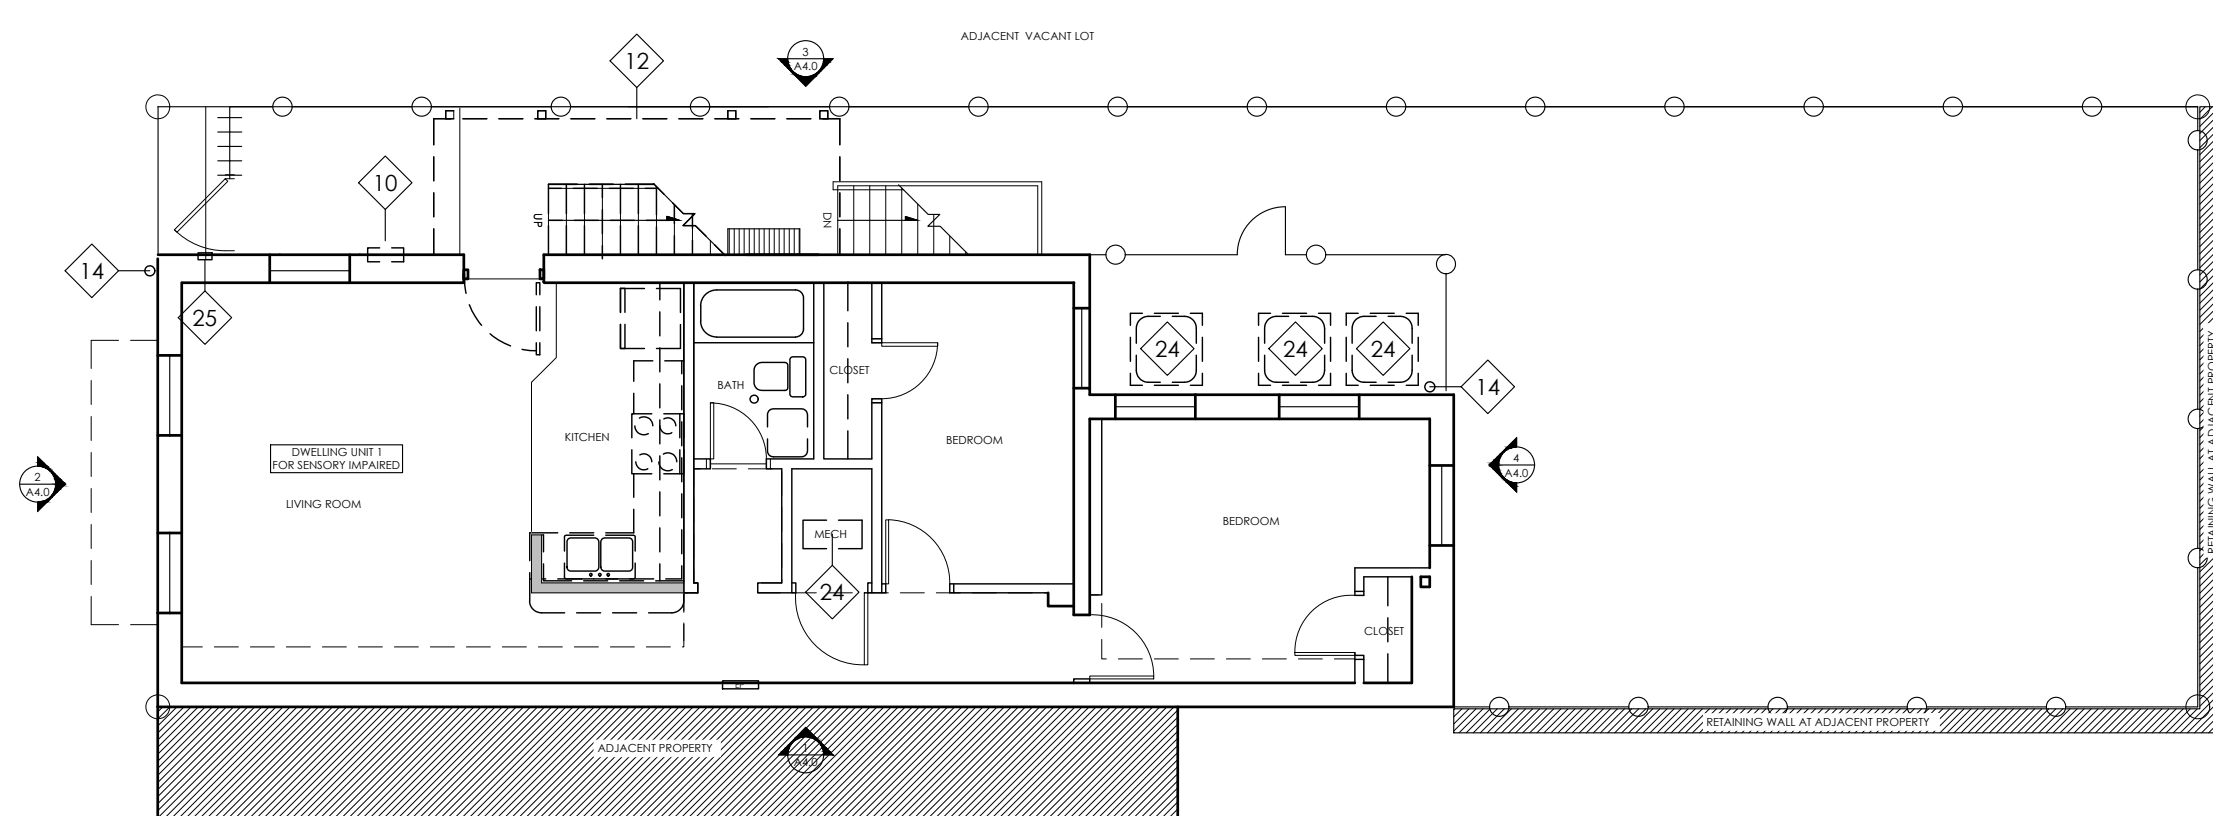 ADJACENT VACANT LOT
12
3
A4.0
10
UP
DN
14
25
24
24
24
14
BATH
CLOSET
KITCHEN
BEDROOM
DWELLING UNIT 1
FOR SENSORY IMPAIRED
LIVING ROOM
2
A4.0
4
A4.0
MECH
BEDROOM
24
CLOSET
RETAINING WALL AT ADJACENT PROPERTY
RETAINING WALL AT ADJACENT PROPERTY
ADJACENT PROPERTY
1
A4.0